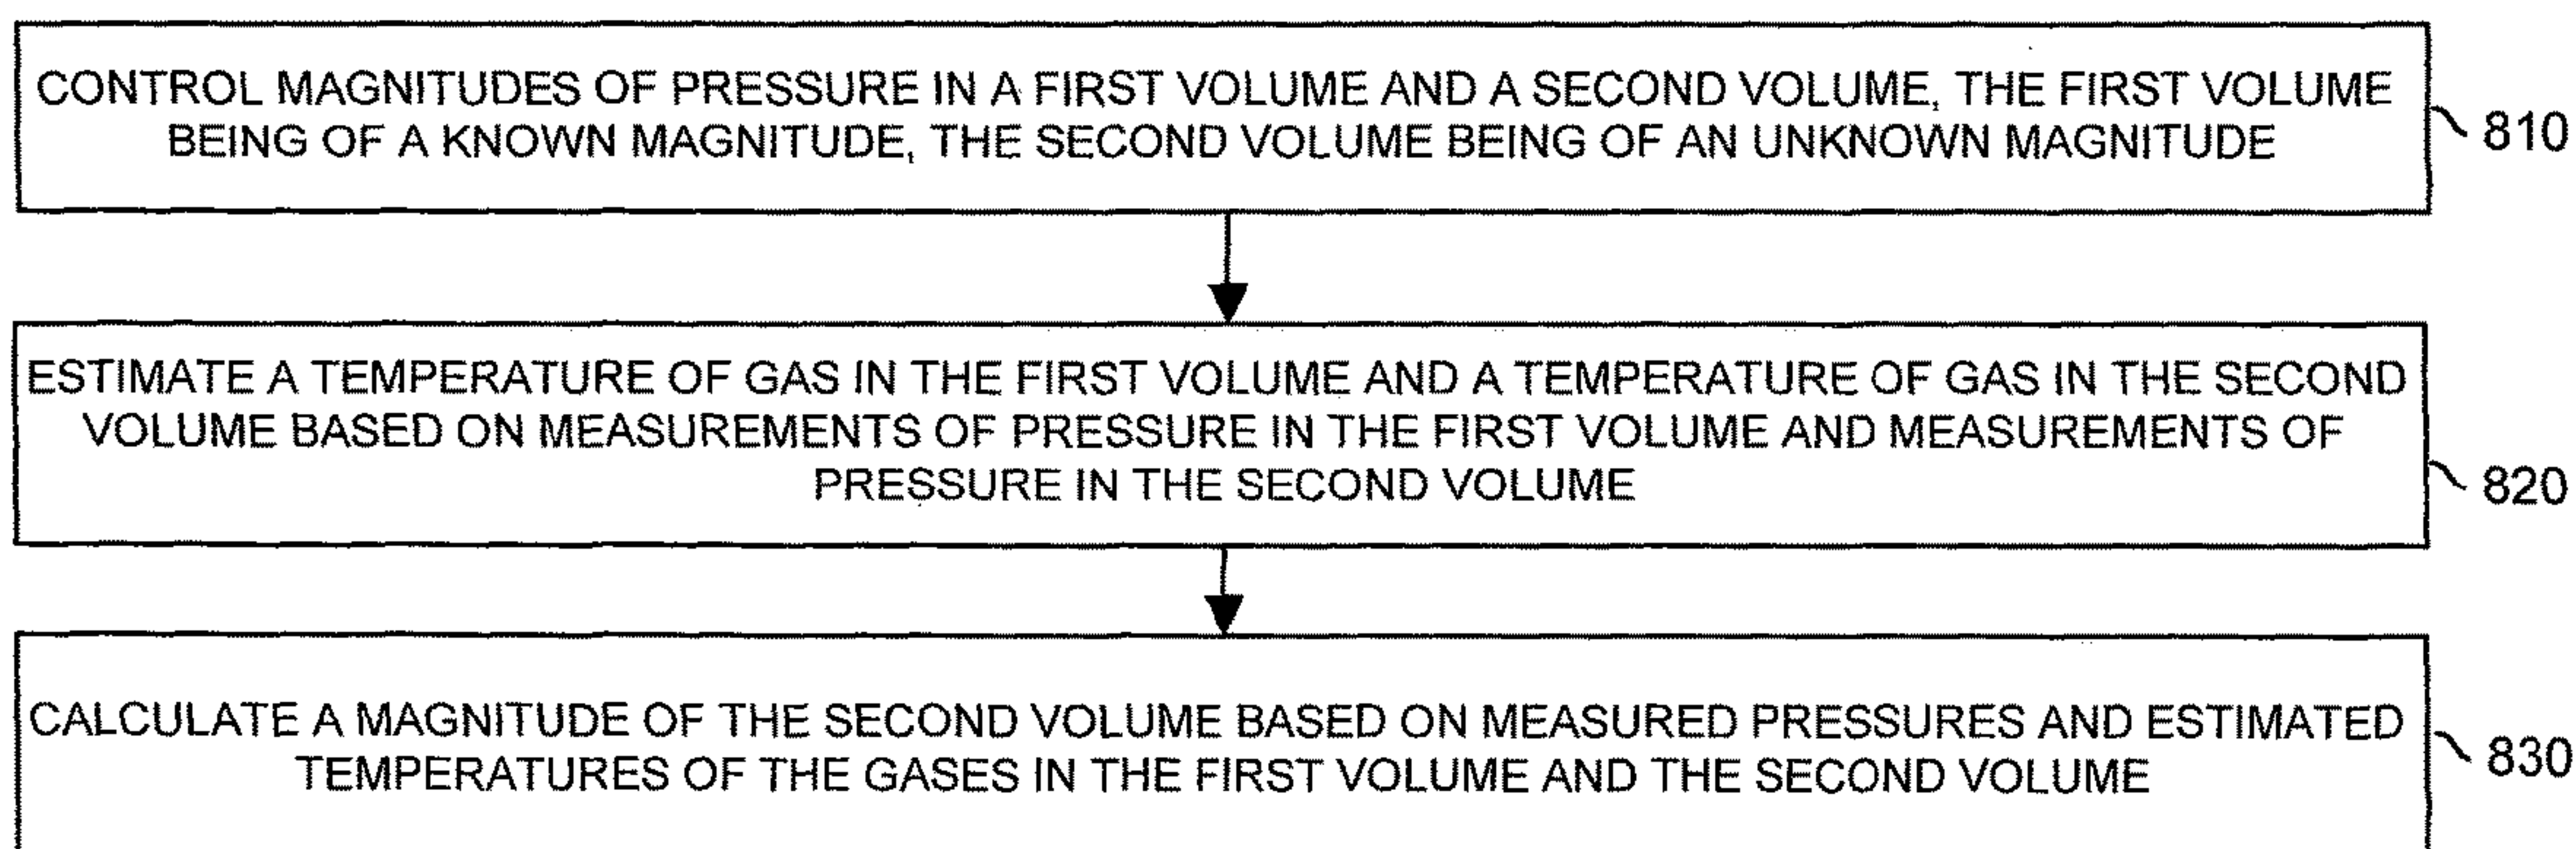 CONTROL MAGNITUDES OF PRESSURE IN A FIRST VOLUME AND A SECOND VOLUME, THE FIRST VOLUME
BEING OF A KNOWN MAGNITUDE, THE SECOND VOLUME BEING OF AN UNKNOWN MAGNITUDE
810
ESTIMATE A TEMPERATURE OF GAS IN THE FIRST VOLUME AND A TEMPERATURE OF GAS IN THE SECOND
VOLUME BASED ON MEASUREMENTS OF PRESSURE IN THE FIRST VOLUME AND MEASUREMENTS OF
PRESSURE IN THE SECOND VOLUME
820
CALCULATE A MAGNITUDE OF THE SECOND VOLUME BASED ON MEASURED PRESSURES AND ESTIMATED
TEMPERATURES OF THE GASES IN THE FIRST VOLUME AND THE SECOND VOLUME
830